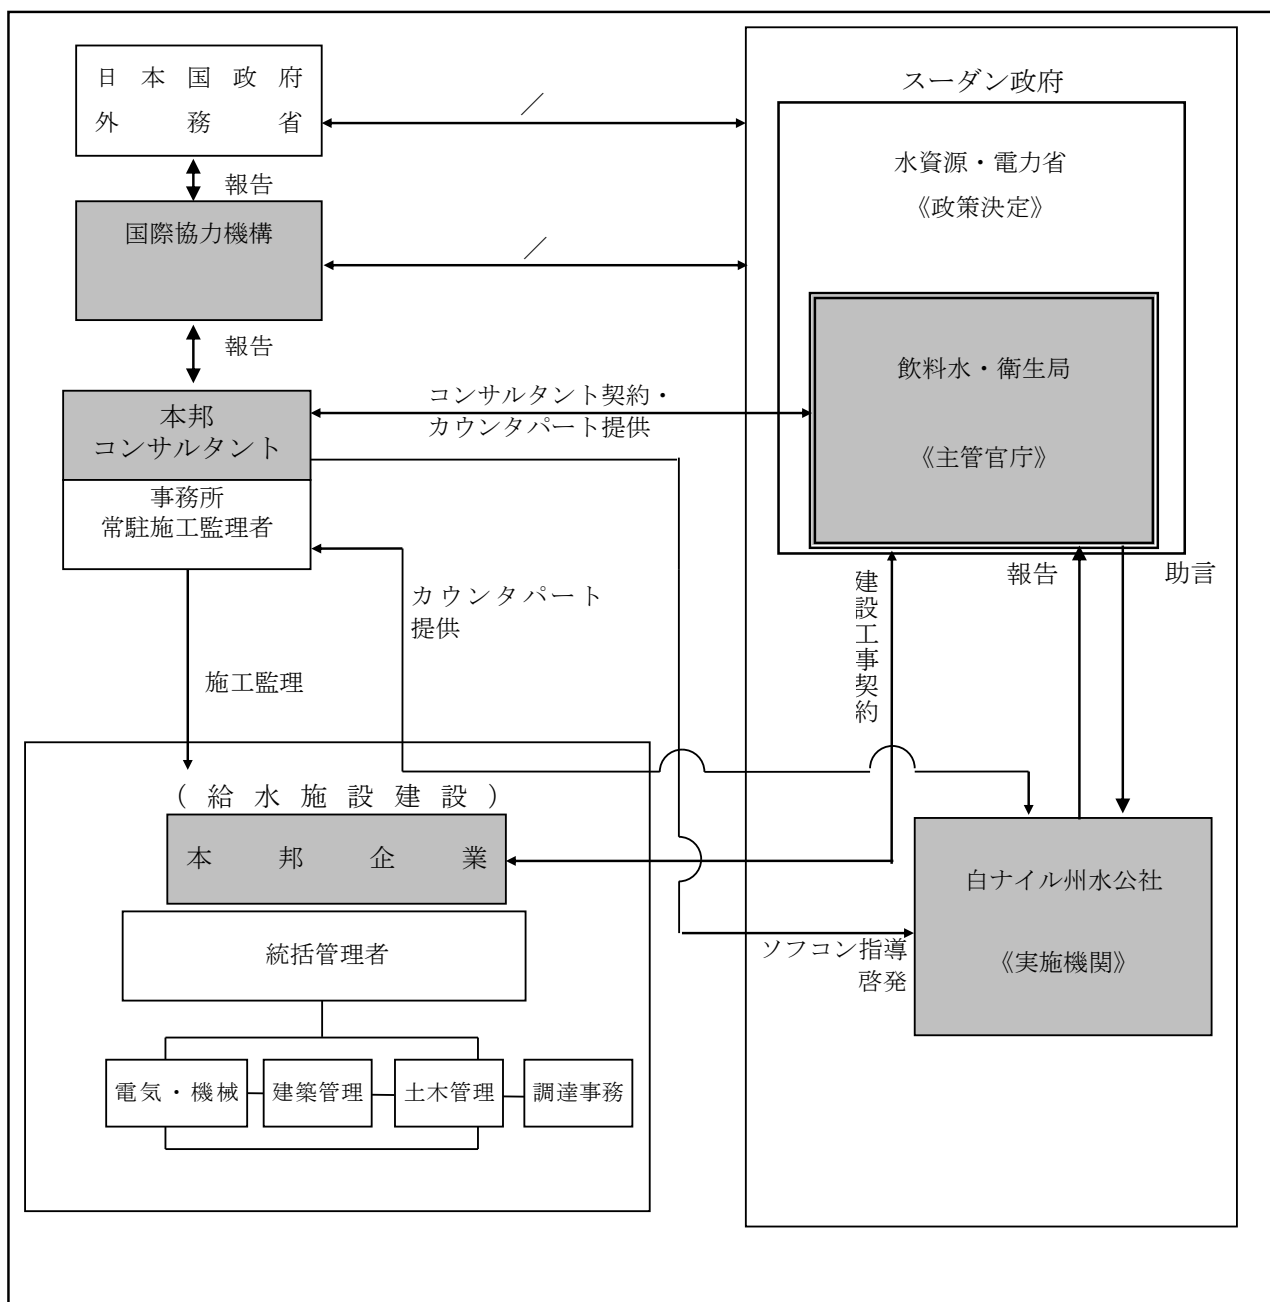 日本国政府
外務省
／
報告
国際協力機構
／
報告
本邦
コンサルタント
事務所
常駐施工監理者
コンサルタント契約・
カウンタパート提供
カウンタパート
提供
施工監理
スーダン政府
水資源・電力省
《政策決定》
飲料水・衛生局
《主管官庁》
建設工事契約
報告
助言
（給水施設建設）
本邦企業
統括管理者
電気・機械
建築管理
土木管理
調達事務
白ナイル州水公社
《実施機関》
ソフコン指導
啓発